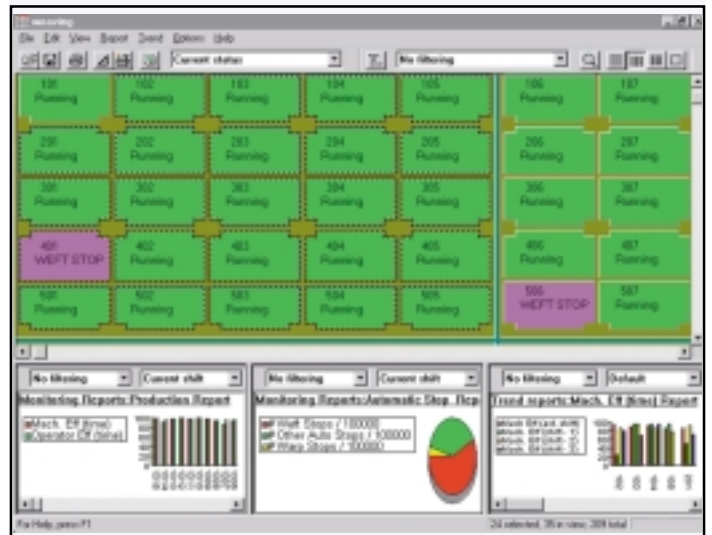 weaving
File Edit View Report Trend Options Help
Current status No filtering
101 102 103 104 105 106 107
Running Running Running Running Running Running Running
201 202 203 204 205 206 207
Running Running Running Running Running Running Running
301 302 303 304 305 306 307
Running Running Running Running Running Running Running
401 402 403 404 405 406 407
WEFT STOP Running Running Running Running Running Running
501 502 503 504 505 506 507
Running Running Running Running Running WEFT STOP Running
No filtering Current shift No filtering Current shift No filtering Default
Monitoring Reports:Production Report Monitoring Reports:Automatic Stop Trend reports:Mach. Eff (time) Report
Mach. Eff (time)
Operator Eff (time)
# Weft Stops / 100000
# Other Auto Stops / 100000
# Warp Stops / 100000
For Help, press F1 24 selected, 35 in view, 209 total